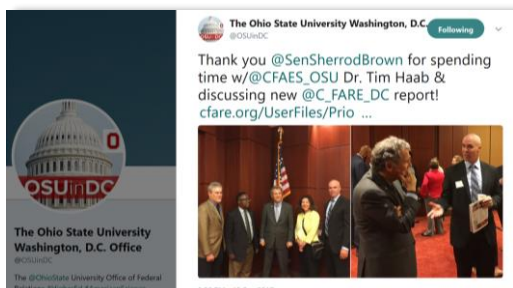 The Ohio State University Washington, D.C.
@OSUinDC
Following
Thank you @SenSherrodBrown for spending
time w/@CFAES_OSU Dr. Tim Haab &
discussing new @C_FARE_DC report!
cfare.org/UserFiles/Prio ...
OSUinDC
The Ohio State University
Washington, D.C. Office
@OSUinDC
The @OhioState University Office of Federal